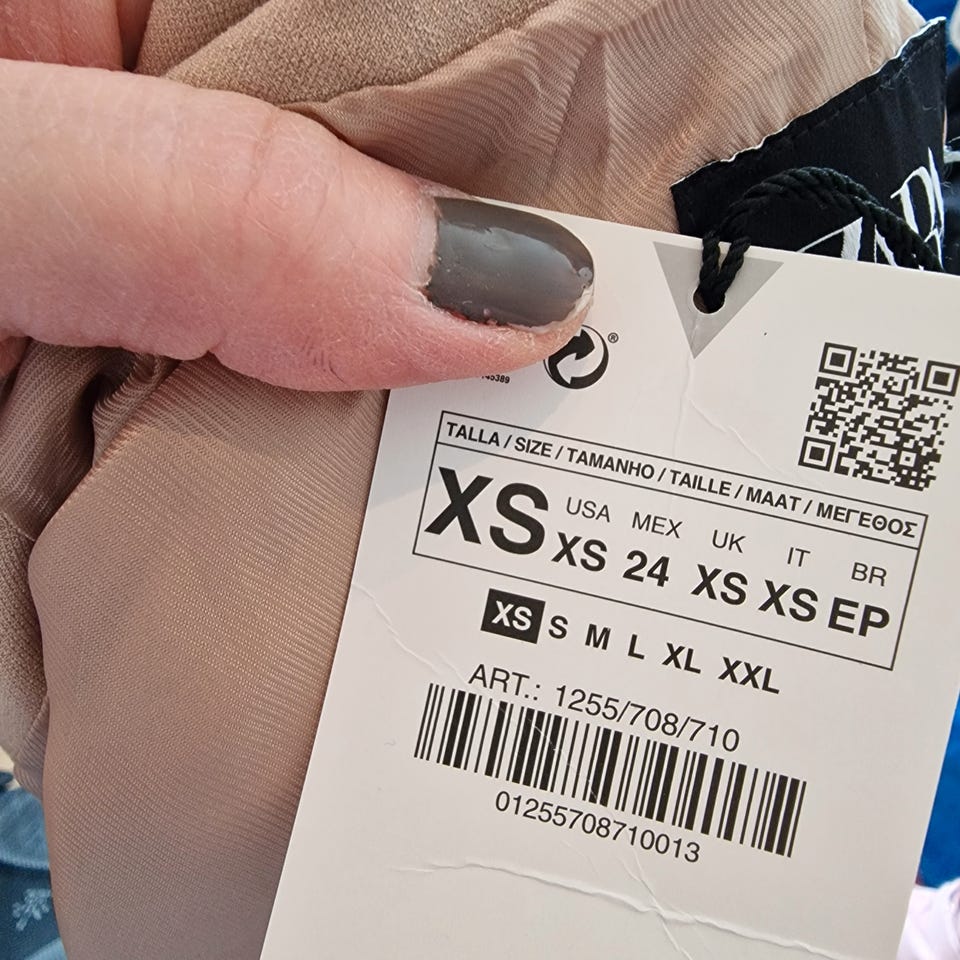 ®
45389
TALLA / SIZE / TAMANHO / TAILLE / MAAT / ΜΕΓΕΘΟΣ
XS
USA MEX UK IT BR
XS 24 XS XS EP
XS S M L XL XXL
ART.: 1255/708/710
01255708710013